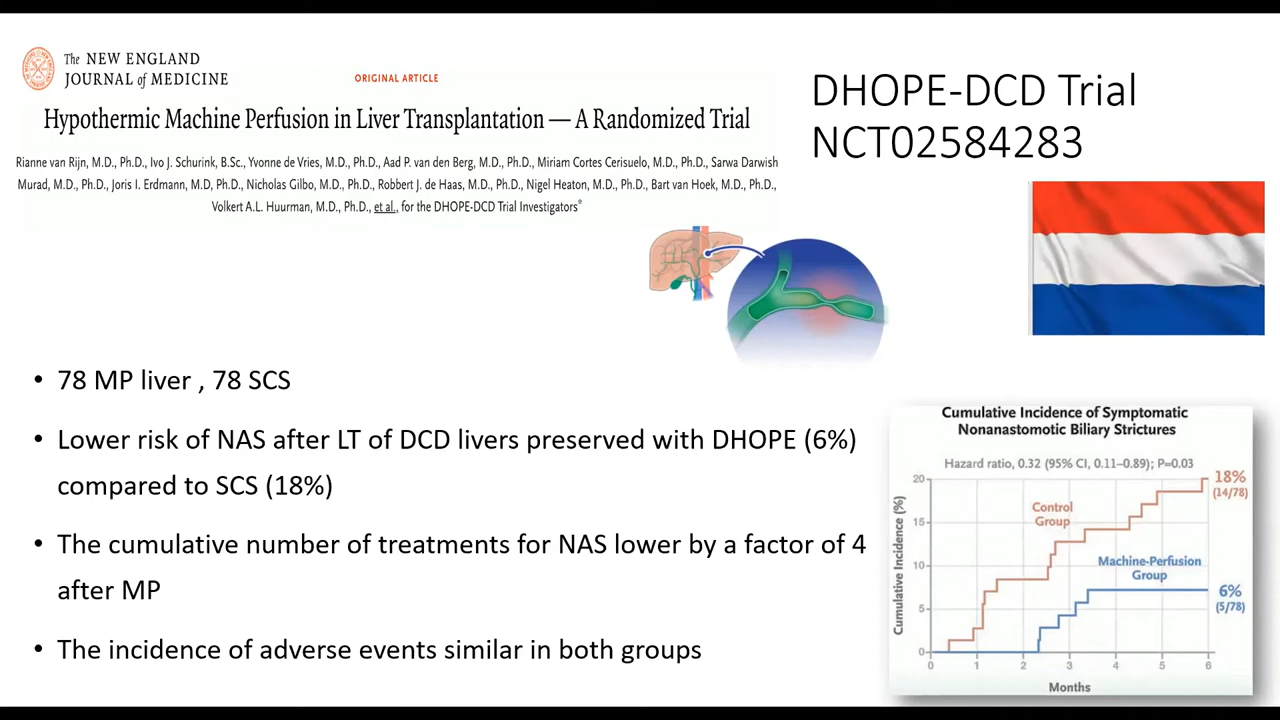 The NEW ENGLAND
JOURNAL of MEDICINE
ORIGINAL ARTICLE
Hypothermic Machine Perfusion in Liver Transplantation — A Randomized Trial
Rianne van Rijn, M.D., Ph.D., Ivo J. Schurink, B.Sc., Yvonne de Vries, M.D., Ph.D., Aad P. van den Berg, M.D., Ph.D., Miriam Cortes Cerisuelo, M.D., Ph.D., Sarwa Darwish
Murad, M.D., Ph.D., Joris I. Erdmann, M.D, Ph.D., Nicholas Gilbo, M.D., Ph.D., Robbert J. de Haas, M.D., Ph.D., Nigel Heaton, M.D., Ph.D., Bart van Hoek, M.D., Ph.D.,
Volkert A.L. Huurman, M.D., Ph.D., et al., for the DHOPE-DCD Trial Investigators*
DHOPE-DCD Trial
NCT02584283
• 78 MP liver , 78 SCS
• Lower risk of NAS after LT of DCD livers preserved with DHOPE (6%)
compared to SCS (18%)
• The cumulative number of treatments for NAS lower by a factor of 4
after MP
• The incidence of adverse events similar in both groups
Cumulative Incidence of Symptomatic
Nonanastomotic Biliary Strictures
Hazard ratio, 0.32 (95% CI, 0.11–0.89); P=0.03
Cumulative Incidence (%)
20
15
10
5
0
Control
Group
Machine-Perfusion
Group
18%
(14/78)
6%
(5/78)
0 1 2 3 4 5 6
Months